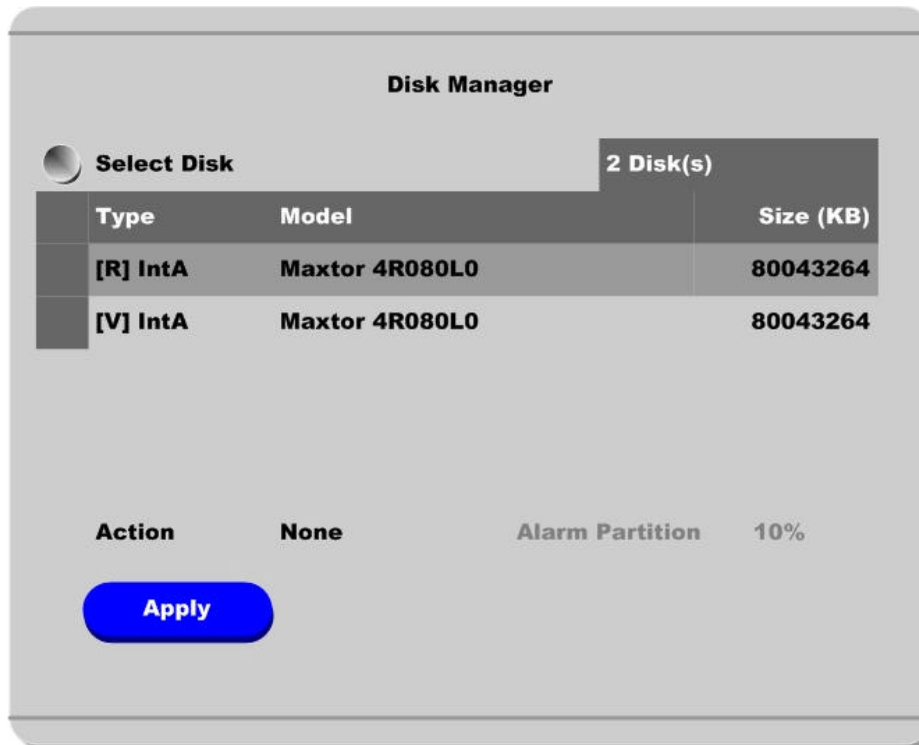 Disk Manager
Select Disk 2 Disk(s)
Type Model Size (KB)
[R] IntA Maxtor 4R080L0 80043264
[V] IntA Maxtor 4R080L0 80043264
Action None Alarm Partition 10%
Apply